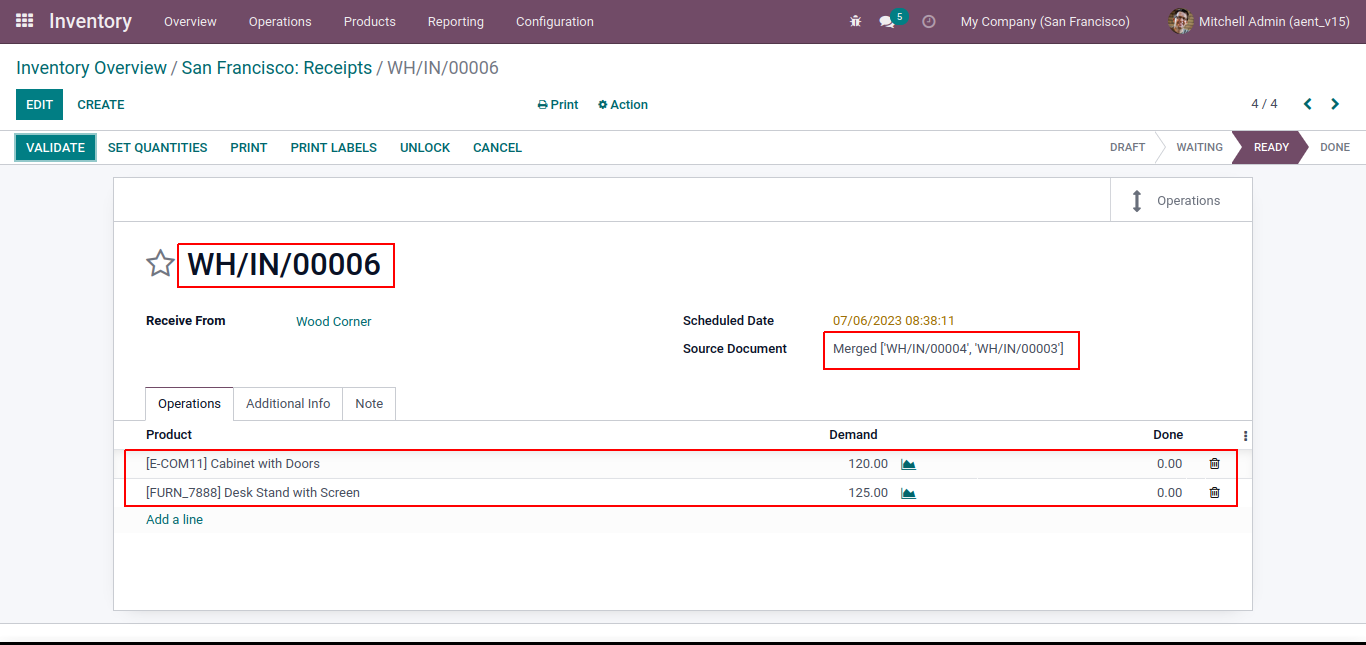 Inventory Overview Operations Products Reporting Configuration 5 My Company (San Francisco) Mitchell Admin (aent_v15)
Inventory Overview / San Francisco: Receipts / WH/IN/00006
EDIT CREATE Print Action 4 / 4
VALIDATE SET QUANTITIES PRINT PRINT LABELS UNLOCK CANCEL DRAFT WAITING READY DONE
Operations
WH/IN/00006
Receive From Wood Corner Scheduled Date 07/06/2023 08:38:11
Source Document Merged ['WH/IN/00004', 'WH/IN/00003']
Operations Additional Info Note
Product Demand Done
[E-COM11] Cabinet with Doors 120.00 0.00
[FURN_7888] Desk Stand with Screen 125.00 0.00
Add a line